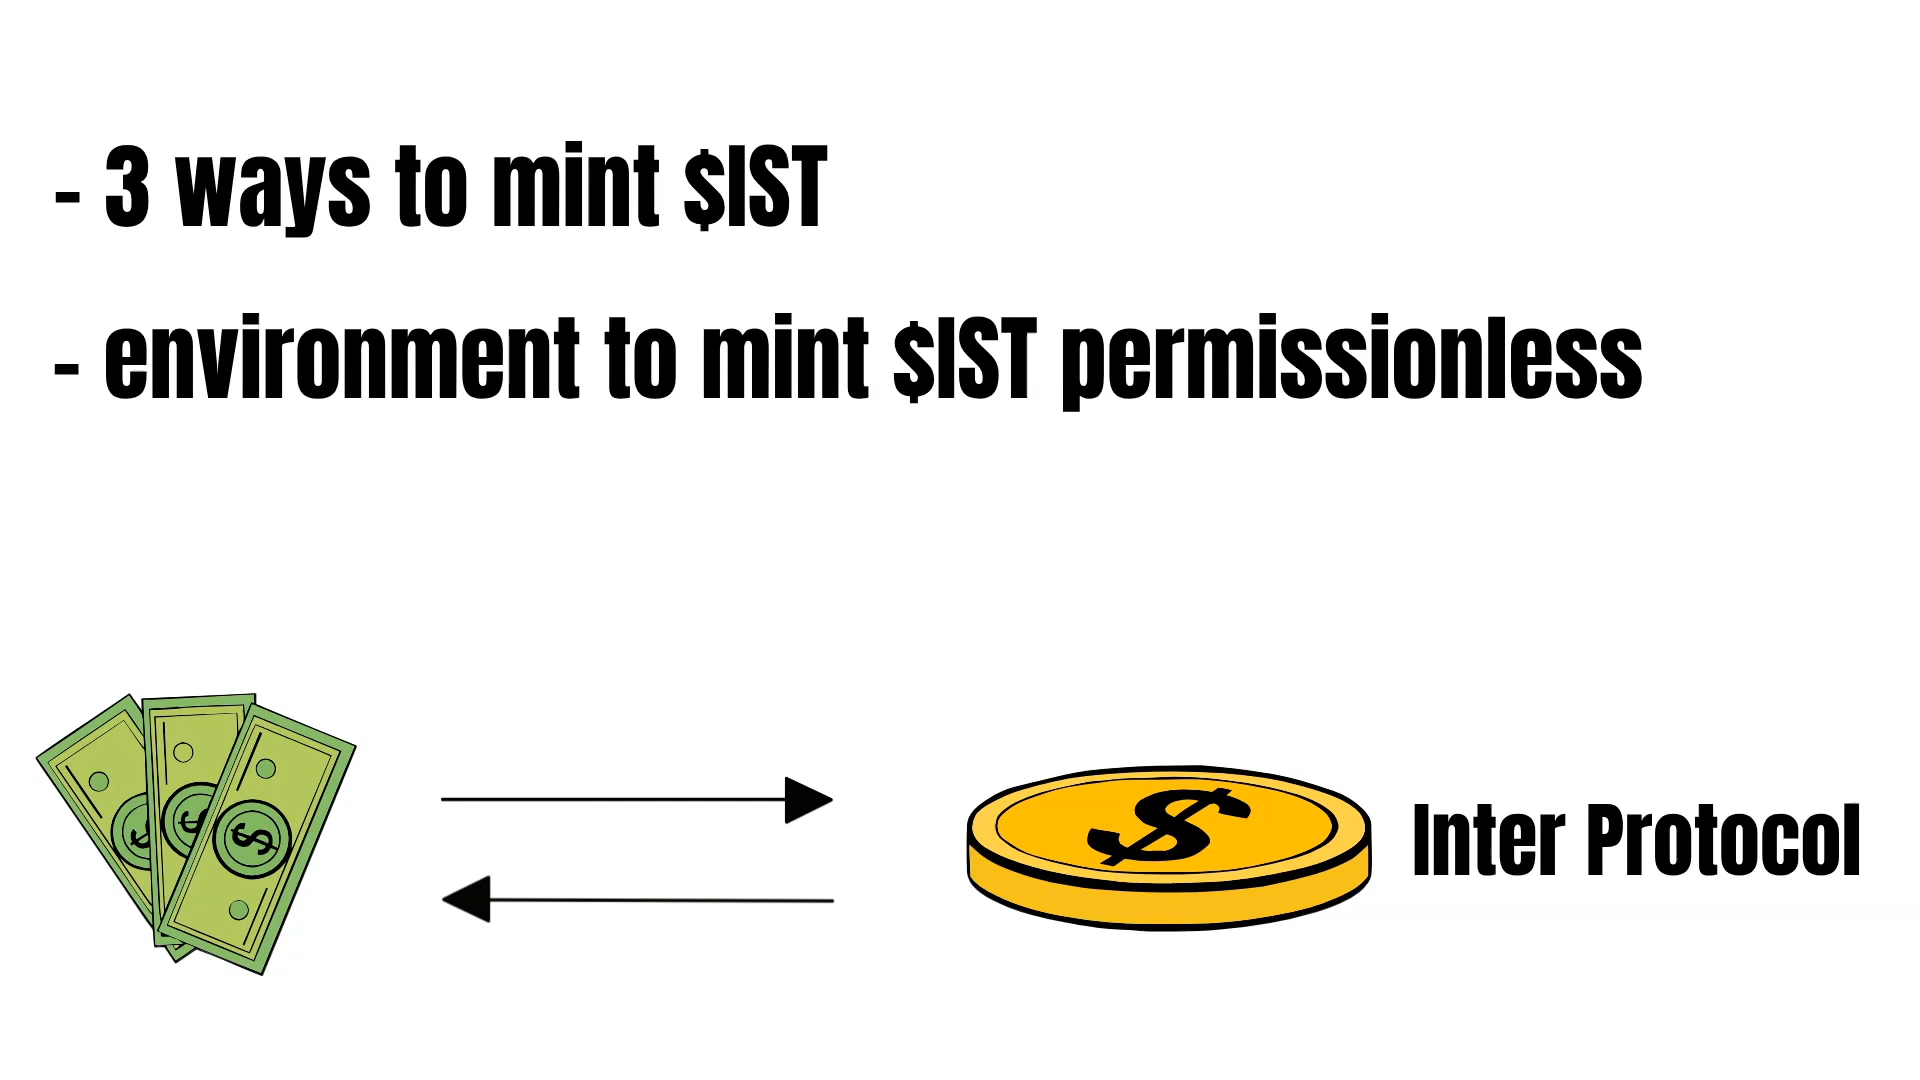 - 3 ways to mint $IST
- environment to mint $IST permissionless
$ $ $ $
Inter Protocol